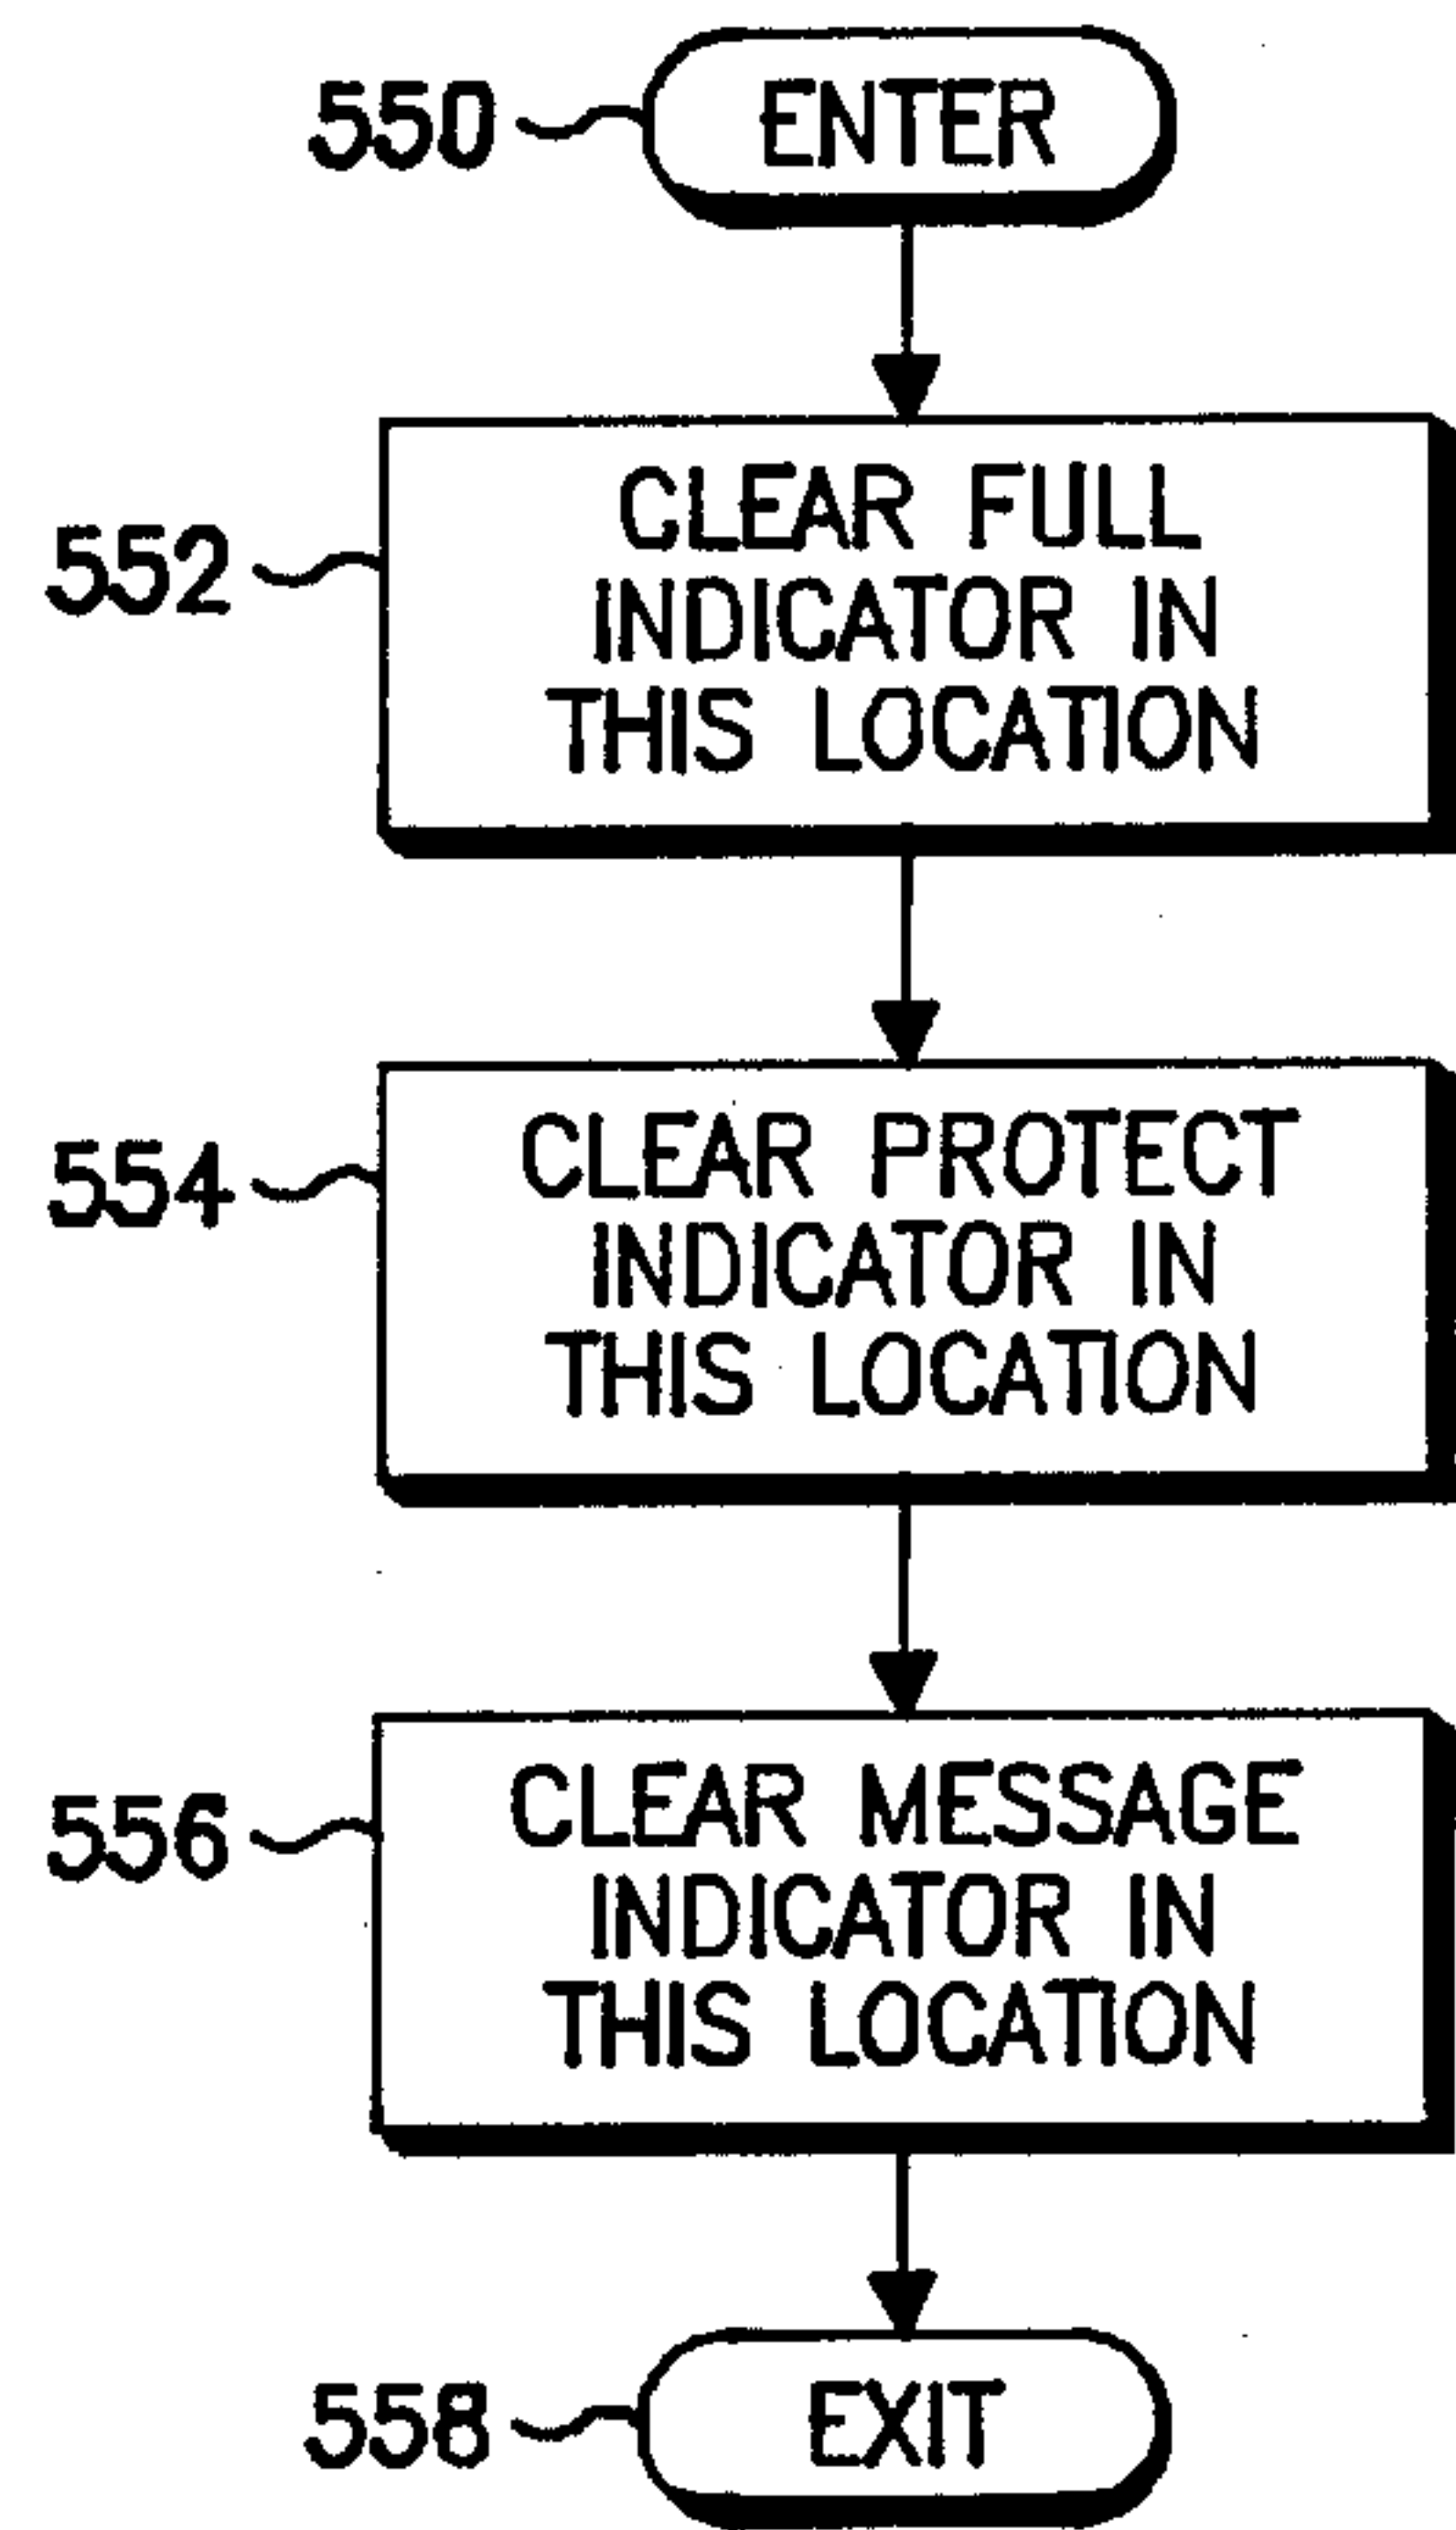 550 ENTER
552
CLEAR FULL
INDICATOR IN
THIS LOCATION
554
CLEAR PROTECT
INDICATOR IN
THIS LOCATION
556
CLEAR MESSAGE
INDICATOR IN
THIS LOCATION
558 EXIT